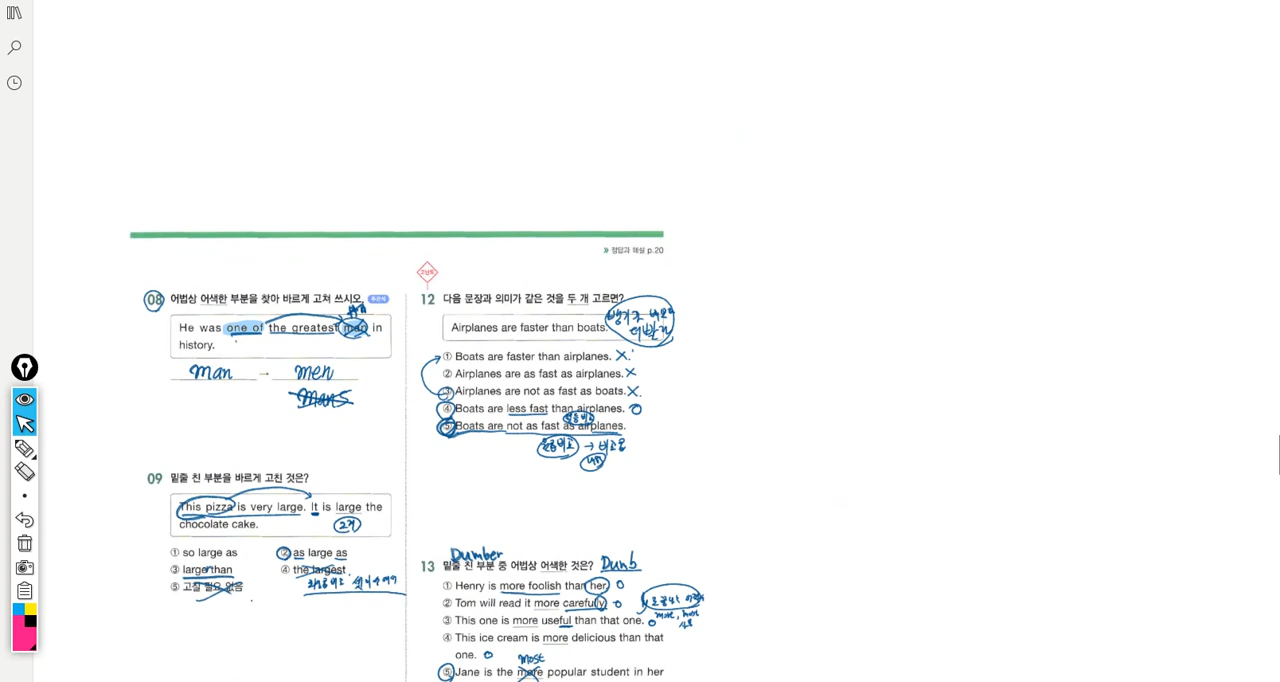 » 정답과 해설 p.20
08 어법상 어색한 부분을 찾아 바르게 고쳐 쓰시오. 주관식
He was one of the greatest man in
history.
man → men
Mans
09 밑줄 친 부분을 바르게 고친 것은?
This pizza is very large. It is large the
chocolate cake.
① so large as ② as large as
③ larger than ④ the largest
⑤ 고칠 필요 없음
고난도
12 다음 문장과 의미가 같은 것을 두 개 고르면?
Airplanes are faster than boats.
① Boats are faster than airplanes. X
② Airplanes are as fast as airplanes. X
③ Airplanes are not as fast as boats. X
④ Boats are less fast than airplanes. O
⑤ Boats are not as fast as airplanes.
Dumber
13 밑줄 친 부분 중 어법상 어색한 것은? Dumb
① Henry is more foolish than her. O
② Tom will read it more carefully. O
③ This one is more useful than that one. O
④ This ice cream is more delicious than that
one. O
most
⑤ Jane is the more popular student in her